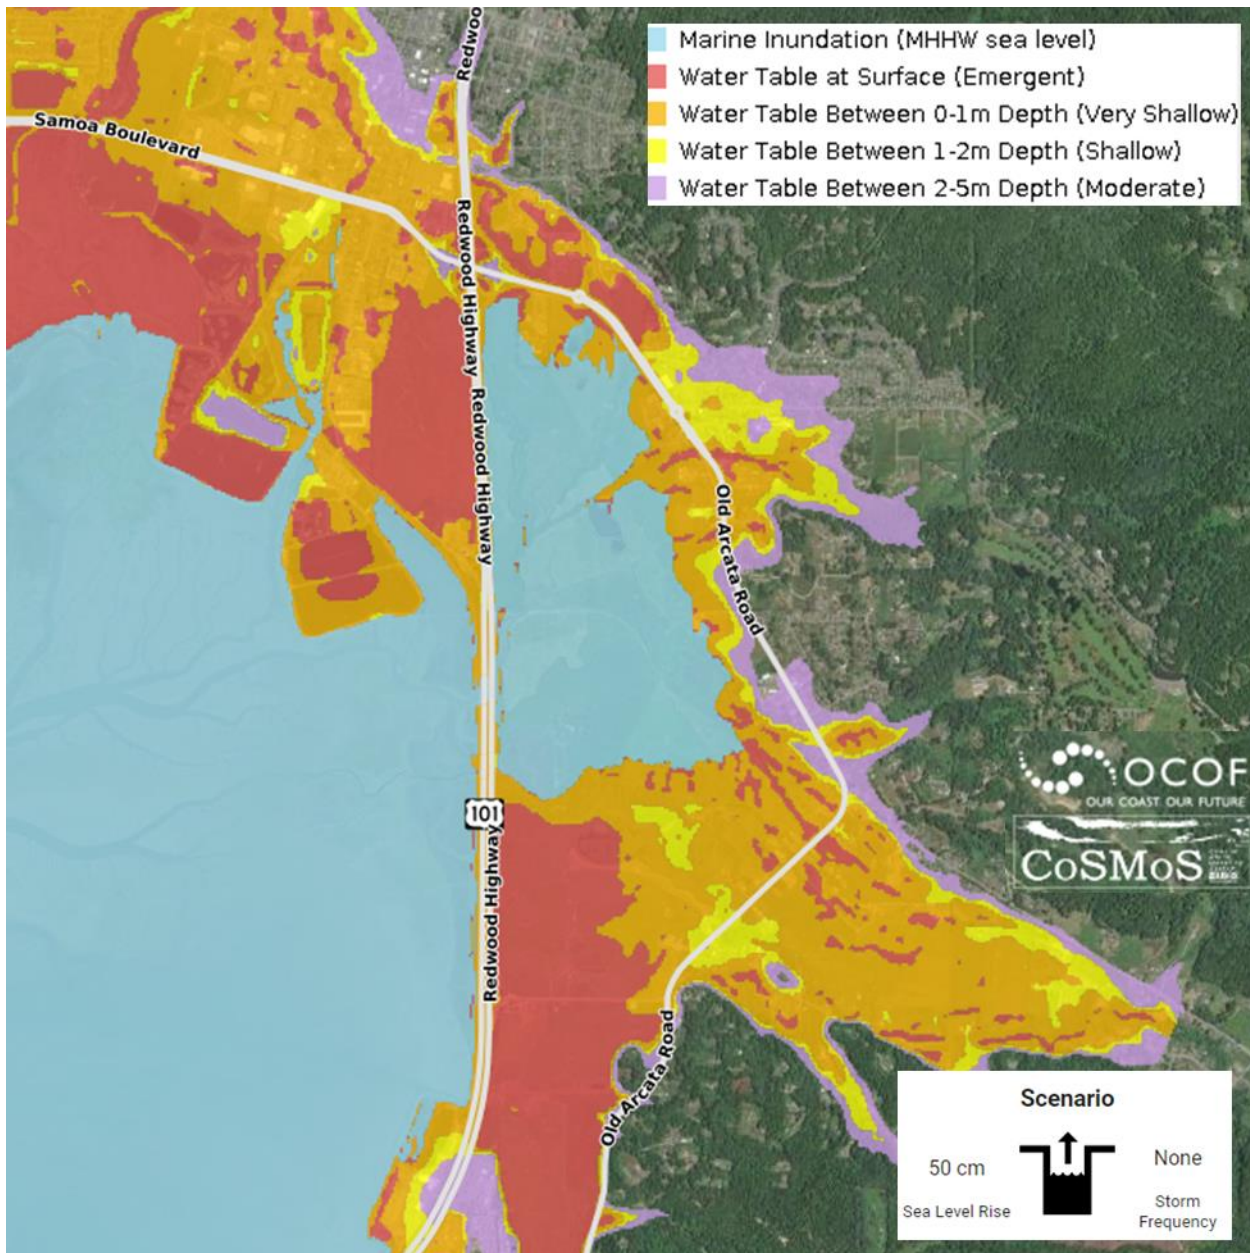 Redwoo
Marine Inundation (MHHW sea level)
Water Table at Surface (Emergent)
Water Table Between 0-1m Depth (Very Shallow)
Water Table Between 1-2m Depth (Shallow)
Water Table Between 2-5m Depth (Moderate)
Samoa Boulevard
Redwood Highway
Redwood Highway
Old Arcata Road
OCOF
OUR COAST OUR FUTURE
101
CoSMoS
Redwood Highway
Old Arcata Road
Scenario
50 cm
None
Sea Level Rise
Storm
Frequency